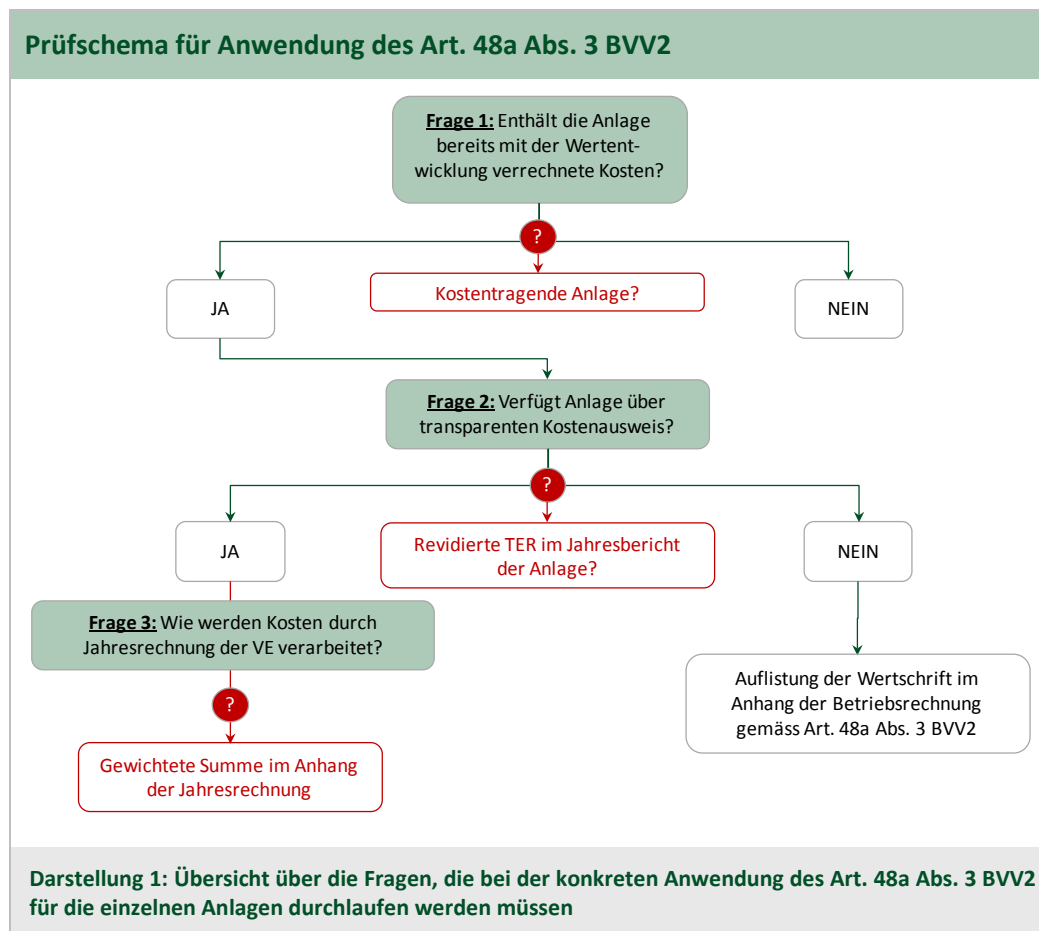 Prüfschema für Anwendung des Art. 48a Abs. 3 BVV2
Frage 1: Enthält die Anlage
bereits mit der Wertent-
wicklung verrechnete Kosten?
?
Kostentragende Anlage?
JA
NEIN
Frage 2: Verfügt Anlage über
transparenten Kostenausweis?
?
Revidierte TER im Jahresbericht
der Anlage?
JA
NEIN
Frage 3: Wie werden Kosten durch
Jahresrechnung der VE verarbeitet?
?
Gewichtete Summe im Anhang
der Jahresrechnung
Auflistung der Wertschrift im
Anhang der Betriebsrechnung
gemäss Art. 48a Abs. 3 BVV2
Darstellung 1: Übersicht über die Fragen, die bei der konkreten Anwendung des Art. 48a Abs. 3 BVV2
für die einzelnen Anlagen durchlaufen werden müssen